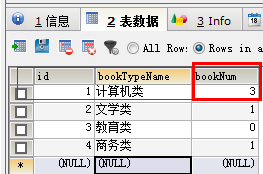 1 信息 2 表数据 3 Info 18
All Row: Rows in a
id bookTypeName bookNum
1 计算机类 3
2 文学类 1
3 教育类 0
4 商务类 1
* (NULL) (NULL) (NULL)